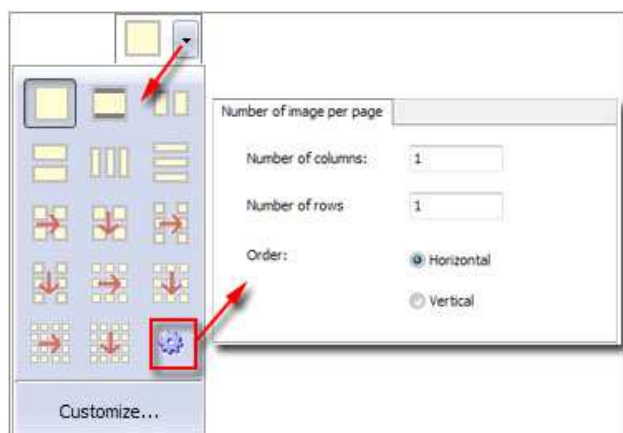 Number of image per page
Number of columns: 1
Number of rows 1
Order: Horizontal
Vertical
Customize...